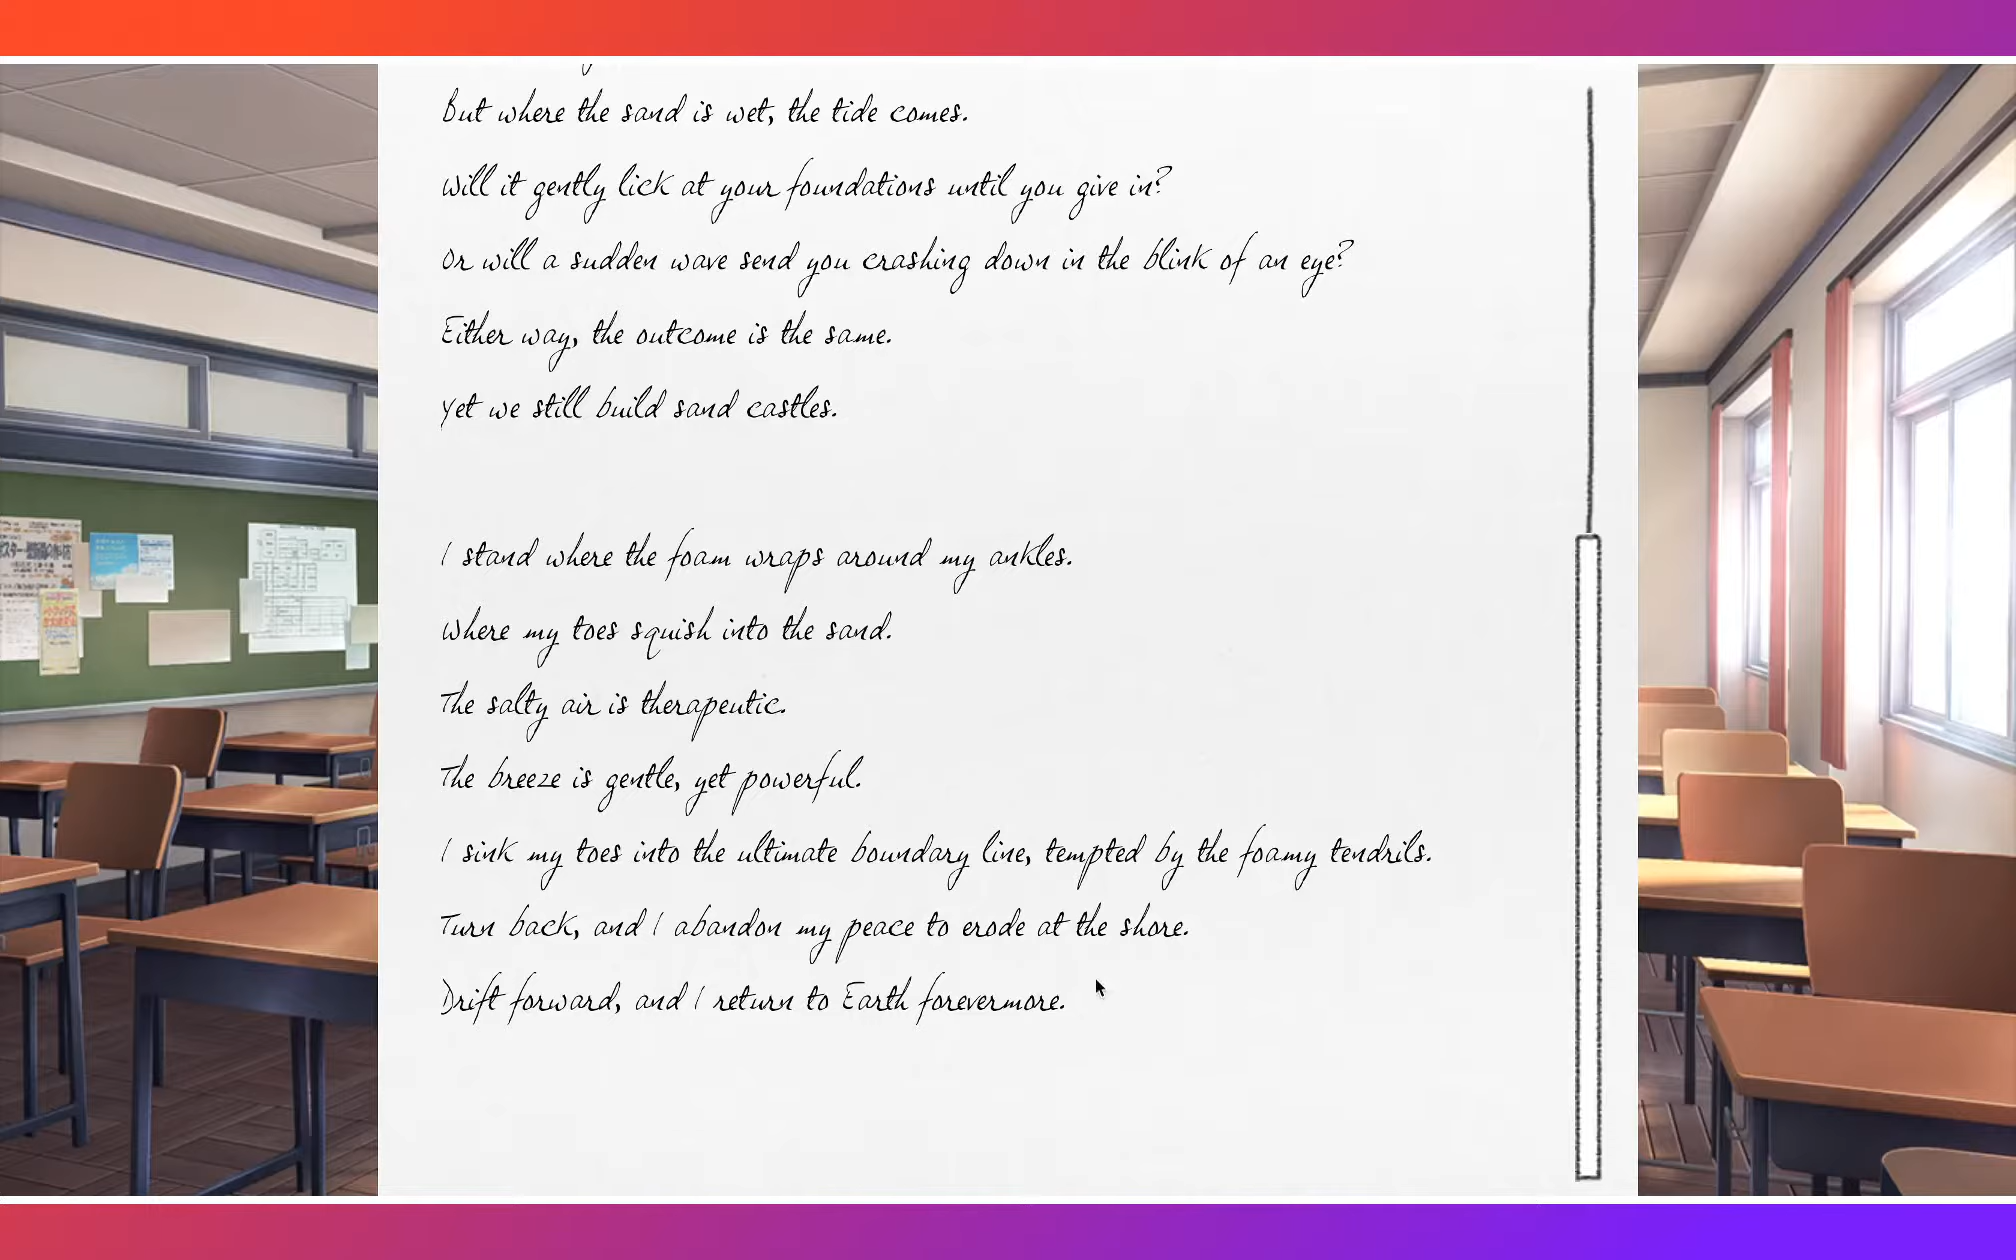 But where the sand is wet, the tide comes.
Will it gently lick at your foundations until you give in?
Or will a sudden wave send you crashing down in the blink of an eye?
Either way, the outcome is the same.
Yet we still build sand castles.
I stand where the foam wraps around my ankles.
Where my toes squish into the sand.
The salty air is therapeutic.
The breeze is gentle, yet powerful.
I sink my toes into the ultimate boundary line, tempted by the foamy tendrils.
Turn back, and I abandon my peace to erode at the shore.
Drift forward, and I return to Earth forevermore.